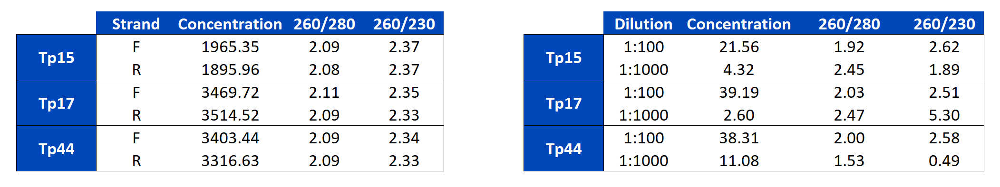 Strand Concentration 260/280 260/230
Tp15 F 1965.35 2.09 2.37
R 1895.96 2.08 2.37
Tp17 F 3469.72 2.11 2.35
R 3514.52 2.09 2.33
Tp44 F 3403.44 2.09 2.34
R 3316.63 2.09 2.33
Dilution Concentration 260/280 260/230
Tp15 1:100 21.56 1.92 2.62
1:1000 4.32 2.45 1.89
Tp17 1:100 39.19 2.03 2.51
1:1000 2.60 2.47 5.30
Tp44 1:100 38.31 2.00 2.58
1:1000 11.08 1.53 0.49